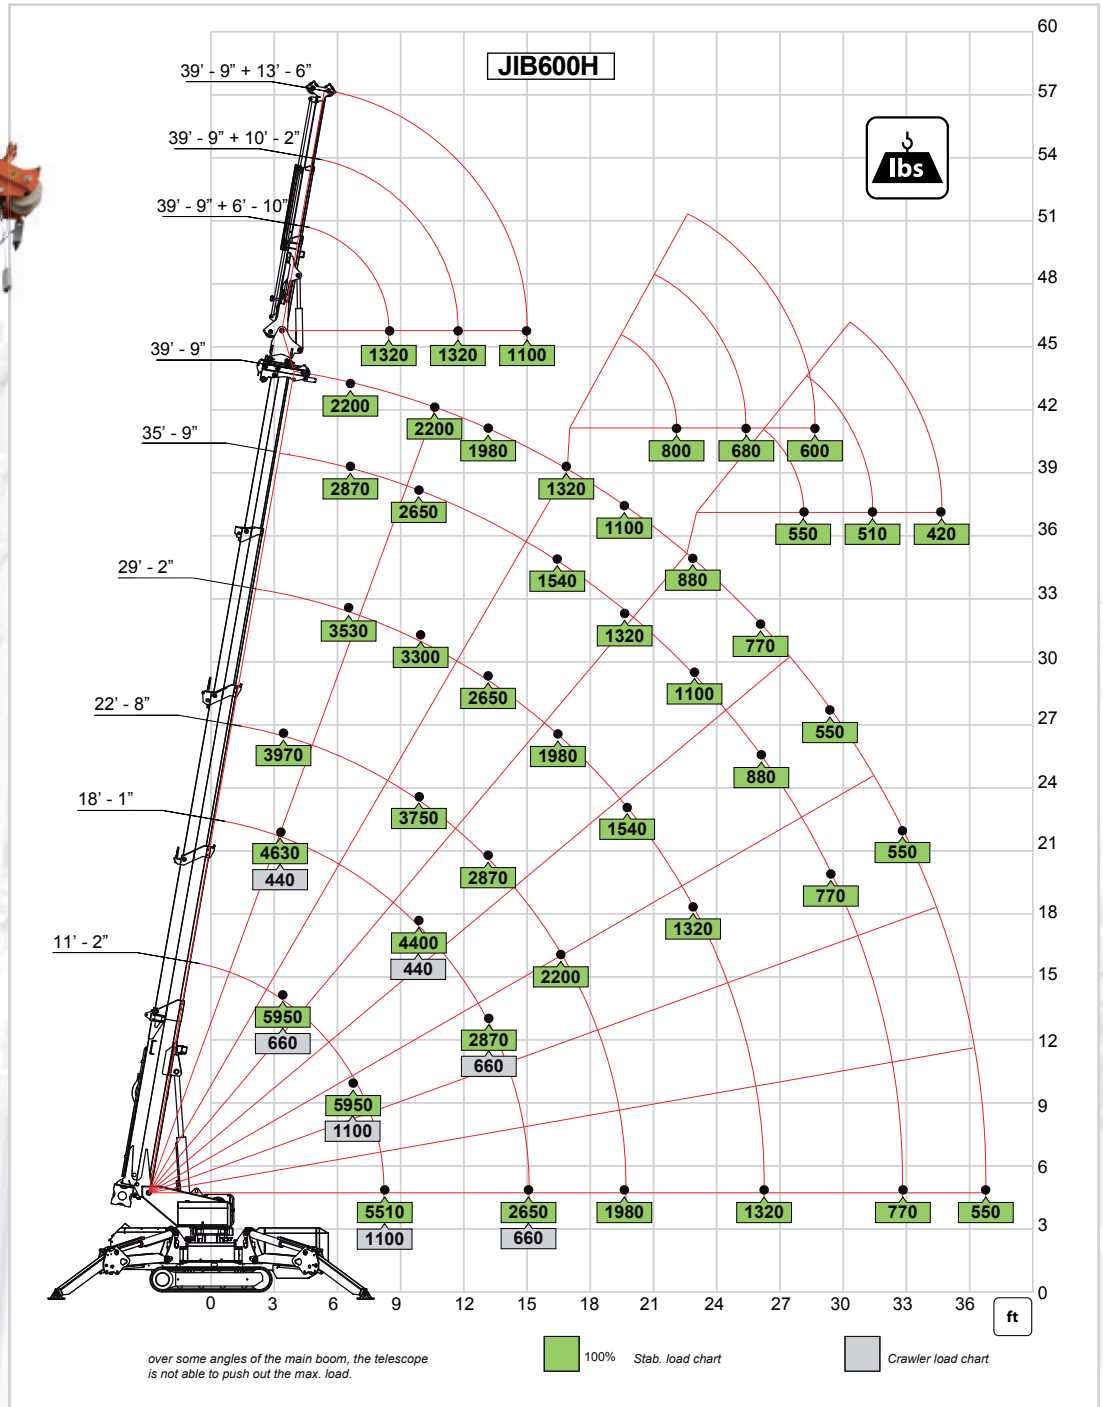 60
JIB600H
39' - 9” + 13' - 6”
57
39' - 9” + 10' - 2”
54
lbs
39' - 9” + 6' - 10”
51
48
45
1320 1320 1100
39' - 9”
2200
42
2200
1980
35' - 9”
800 680 600
39
2870
1320
2650
1100
36
550 510 420
29' - 2”
1540
880
33
3530
1320
3300
770
30
2650
1100
22' - 8”
27
550
3970
1980
880
24
18' - 1”
3750
1540
21
4630
550
440
2870
770
18
1320
4400
11' - 2”
440
2200
15
5950
2870
660
12
660
5950
9
1100
6
5510 2650 1980 1320 770 550
3
1100 660
0
0 3 6 9 12 15 18 21 24 27 30 33 36
ft
over some angles of the main boom, the telescope
is not able to push out the max. load.
100% Stab. load chart
Crawler load chart